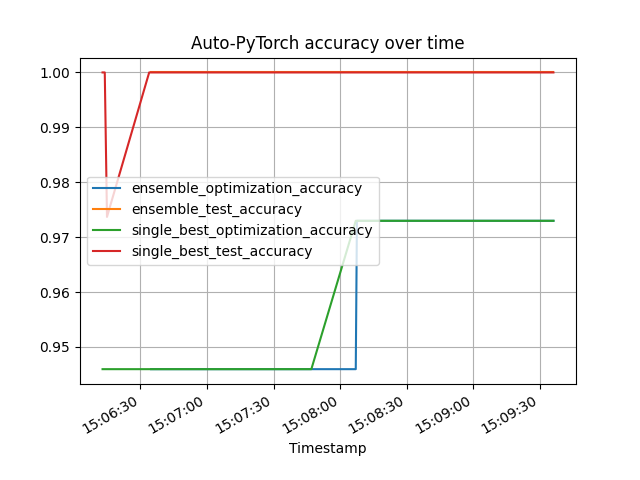 Auto-PyTorch accuracy over time
1.00
0.99
0.98
0.97
0.96
0.95
ensemble_optimization_accuracy
ensemble_test_accuracy
single_best_optimization_accuracy
single_best_test_accuracy
15:06:30
15:07:00
15:07:30
15:08:00
15:08:30
15:09:00
15:09:30
Timestamp